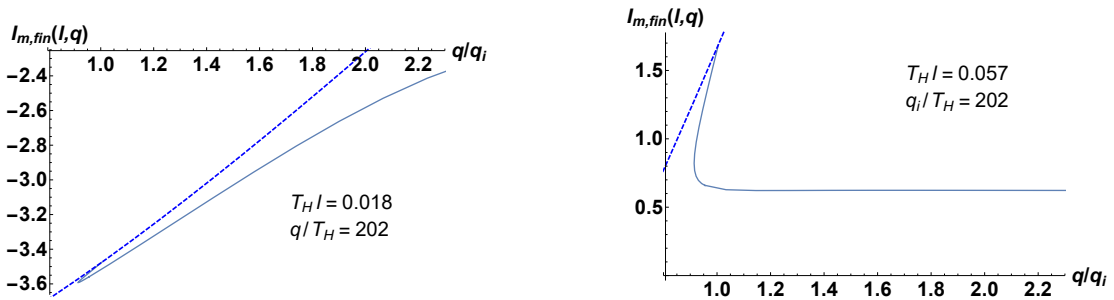 I_{m,fin}(l,q)
q/q_i
1.0 1.2 1.4 1.6 1.8 2.0 2.2
−2.4
−2.6
−2.8
−3.0
−3.2
−3.4
−3.6
T_H l = 0.018
q/T_H = 202
I_{m,fin}(l,q)
1.5
1.0
0.5
T_H l = 0.057
q_i/T_H = 202
q/q_i
1.0 1.2 1.4 1.6 1.8 2.0 2.2